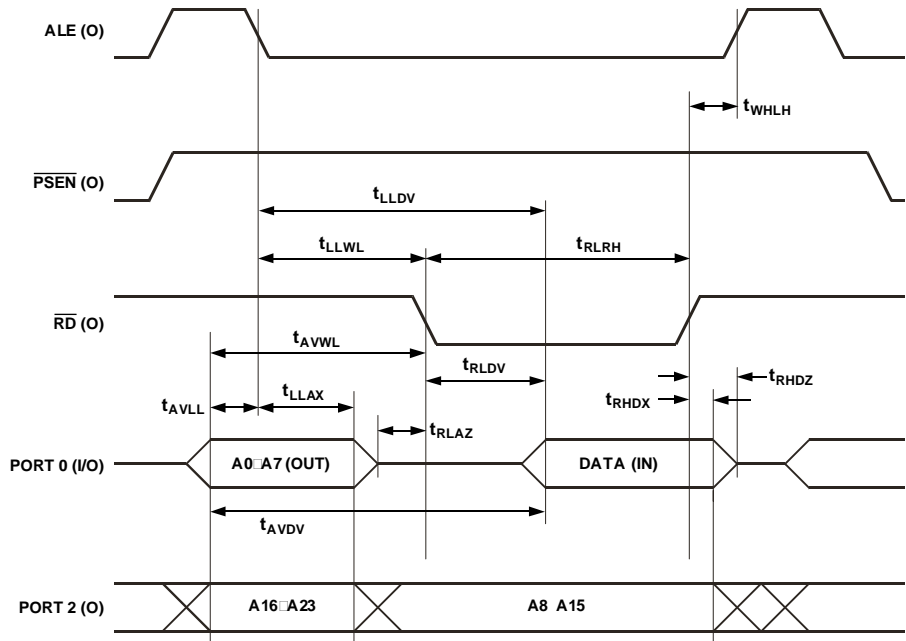 ALE (O)
tWHLH
PSEN (O)
tLLDV
tLLWL
tRLRH
RD (O)
tAVWL
tRLDV
tRHDZ
tAVLL
tLLAX
tRHDX
tRLAZ
PORT 0 (I/O)
A0□A7 (OUT)
DATA (IN)
tAVDV
PORT 2 (O)
A16□A23
A8 A15